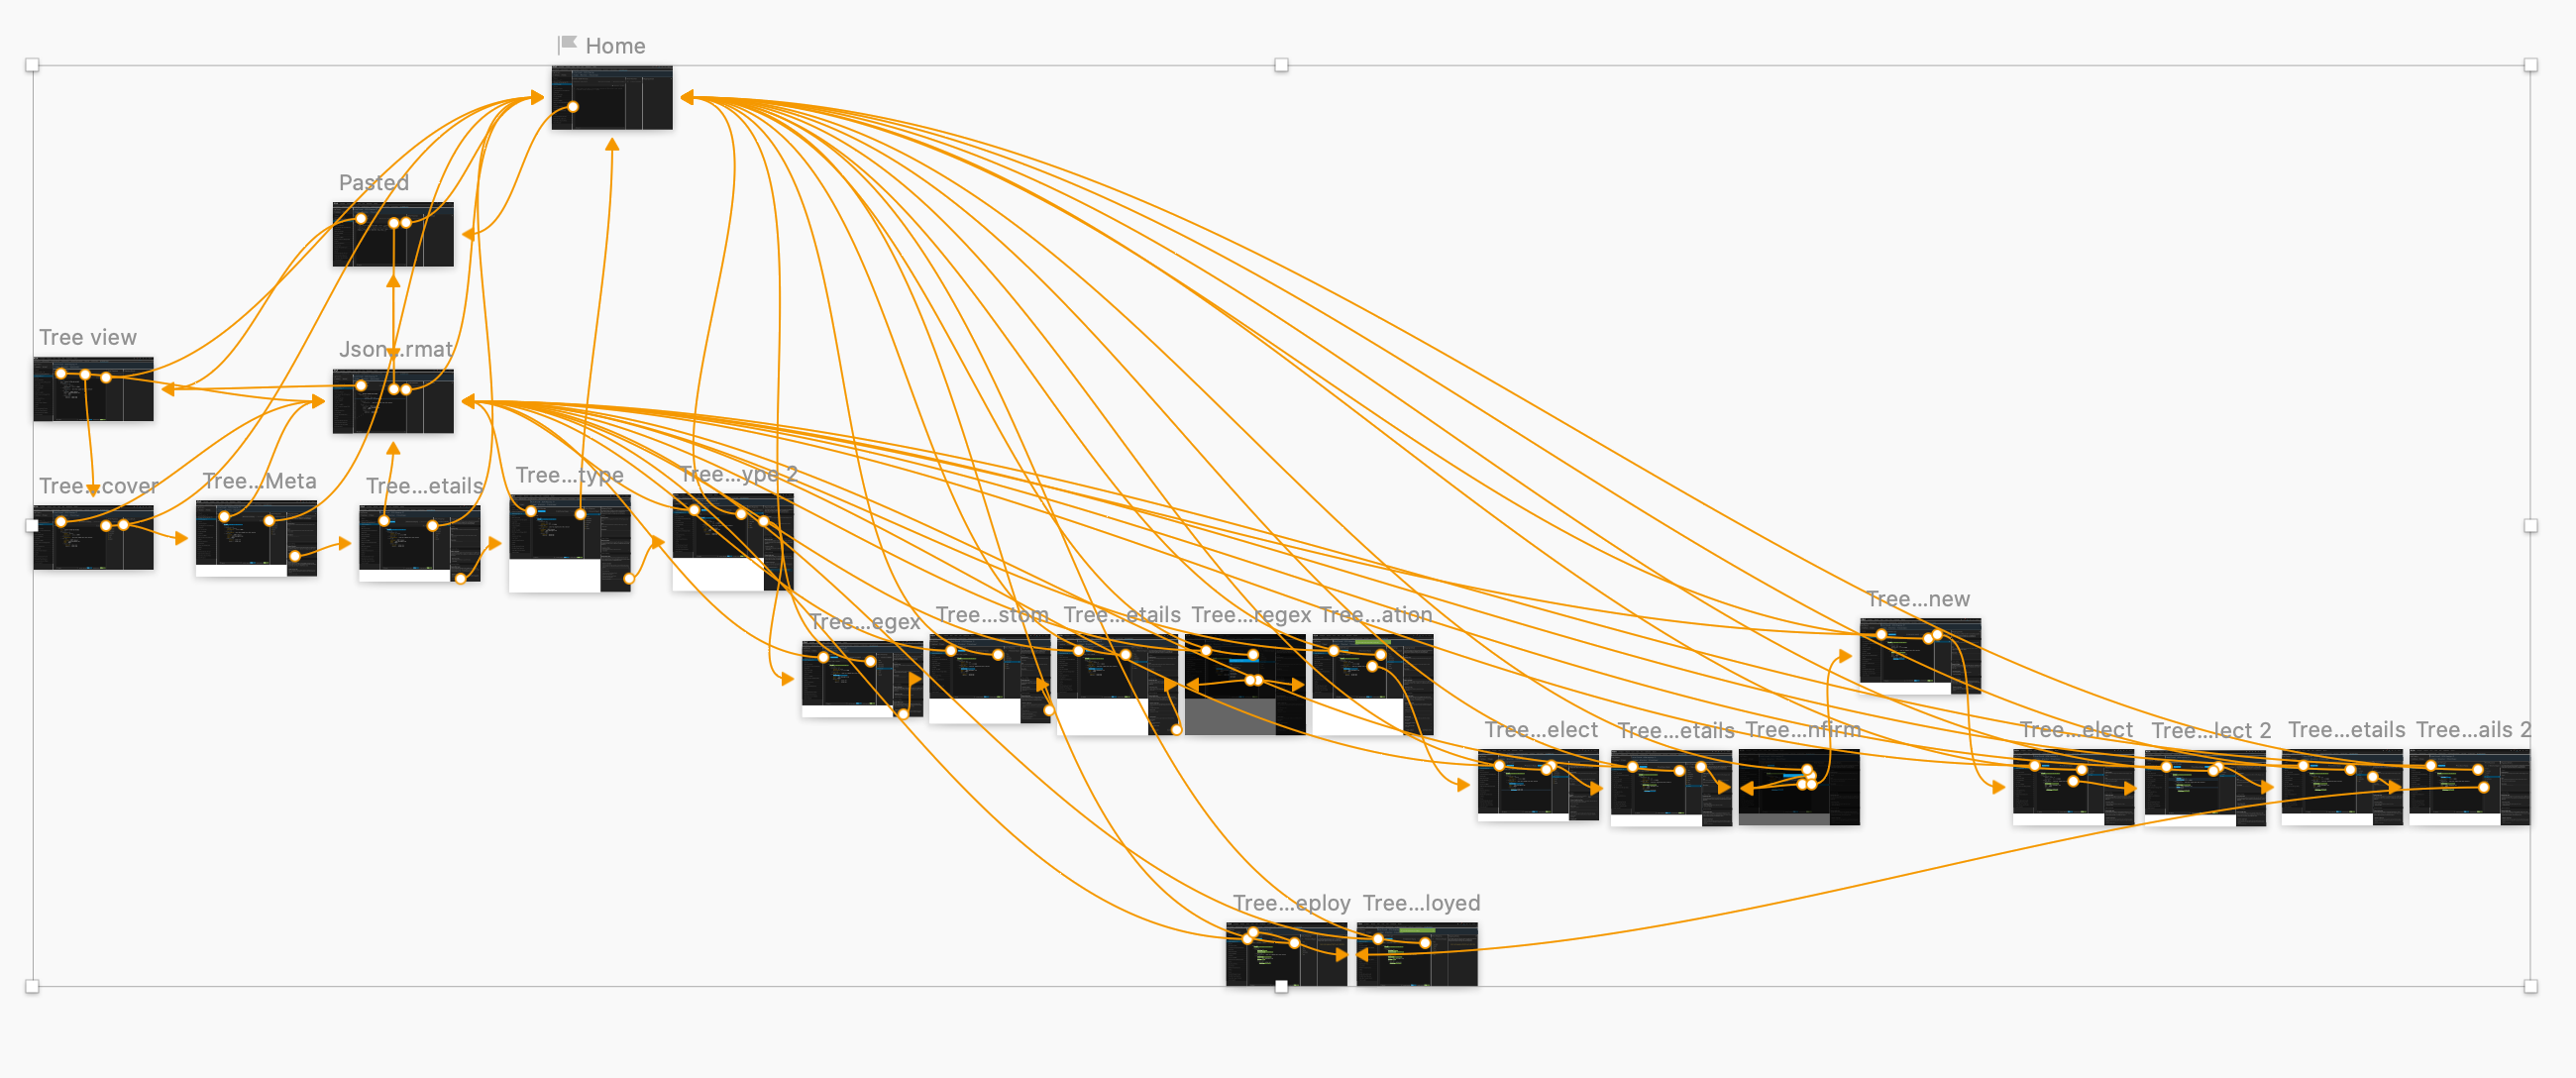 Home
Pasted
Tree view
Json...rmat
Tree...cover
Tree...Meta
Tree...etails
Tree...type
Tree...ype 2
Tree...egex
Tree...stom
Tree...etails
Tree...regex
Tree...ation
Tree...new
Tree...elect
Tree...etails
Tree...nfirm
Tree...elect
Tree...lect 2
Tree...etails
Tree...ails 2
Tree...eploy
Tree...loyed